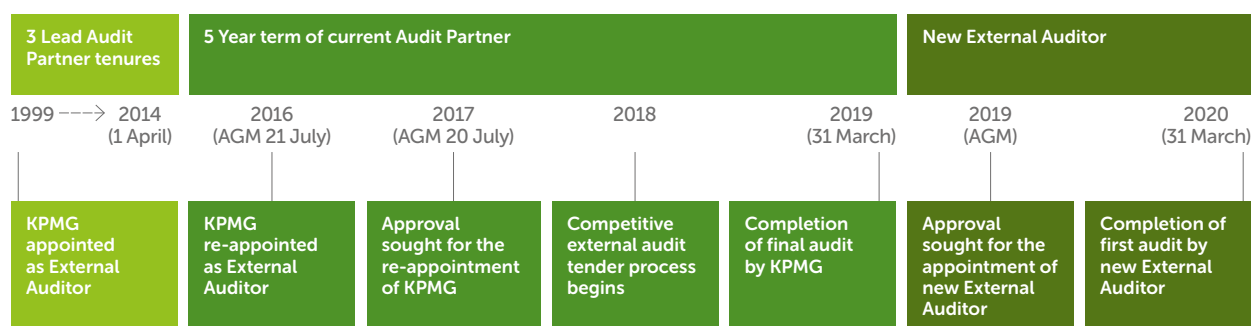 3 Lead Audit
Partner tenures
5 Year term of current Audit Partner
New External Auditor
1999 ---> 2014
(1 April)
2016
(AGM 21 July)
2017
(AGM 20 July)
2018
2019
(31 March)
2019
(AGM)
2020
(31 March)
KPMG
appointed
as External
Auditor
KPMG
re-appointed
as External
Auditor
Approval
sought for the
re-appointment
of KPMG
Competitive
external audit
tender process
begins
Completion
of final audit
by KPMG
Approval
sought for the
appointment of
new External
Auditor
Completion of
first audit by
new External
Auditor